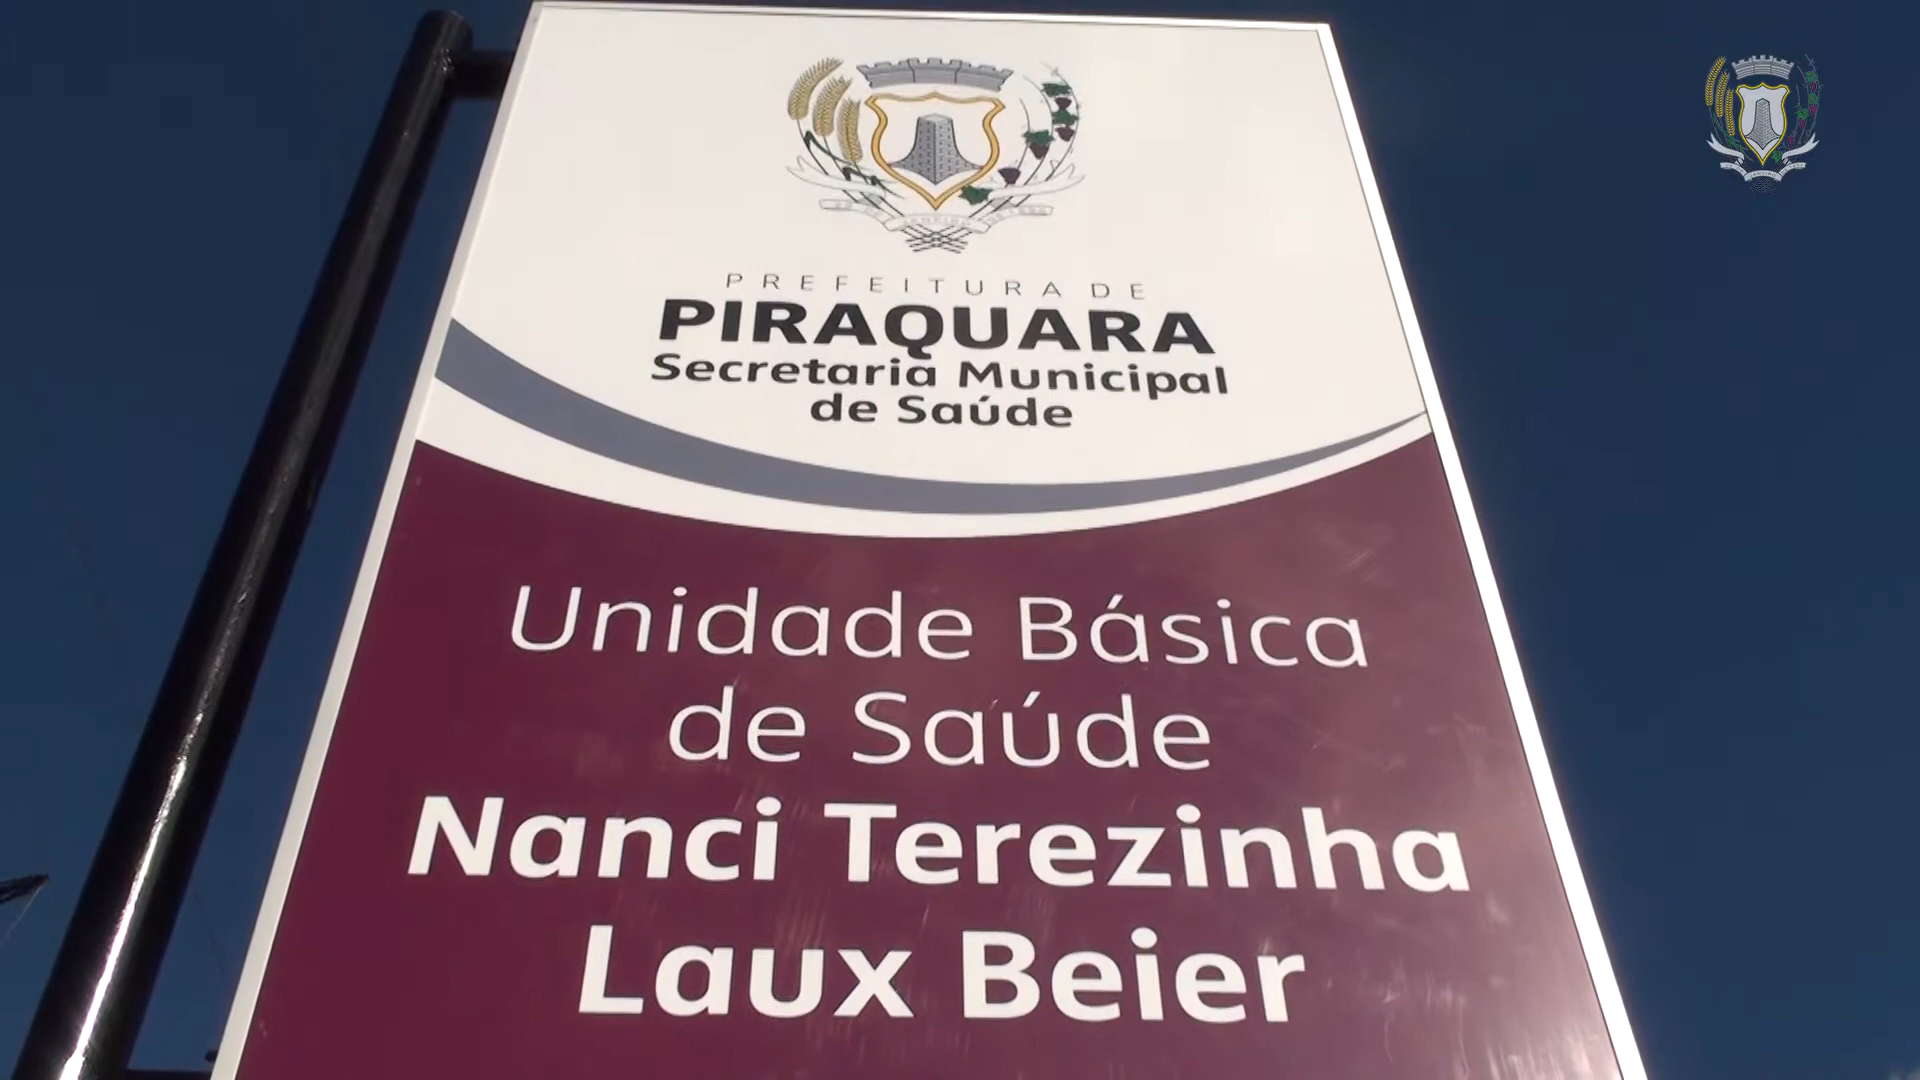 PREFEITURA DE
PIRAQUARA
Secretaria Municipal
de Saúde
Unidade Básica
de Saúde
Nanci Terezinha
Laux Beier